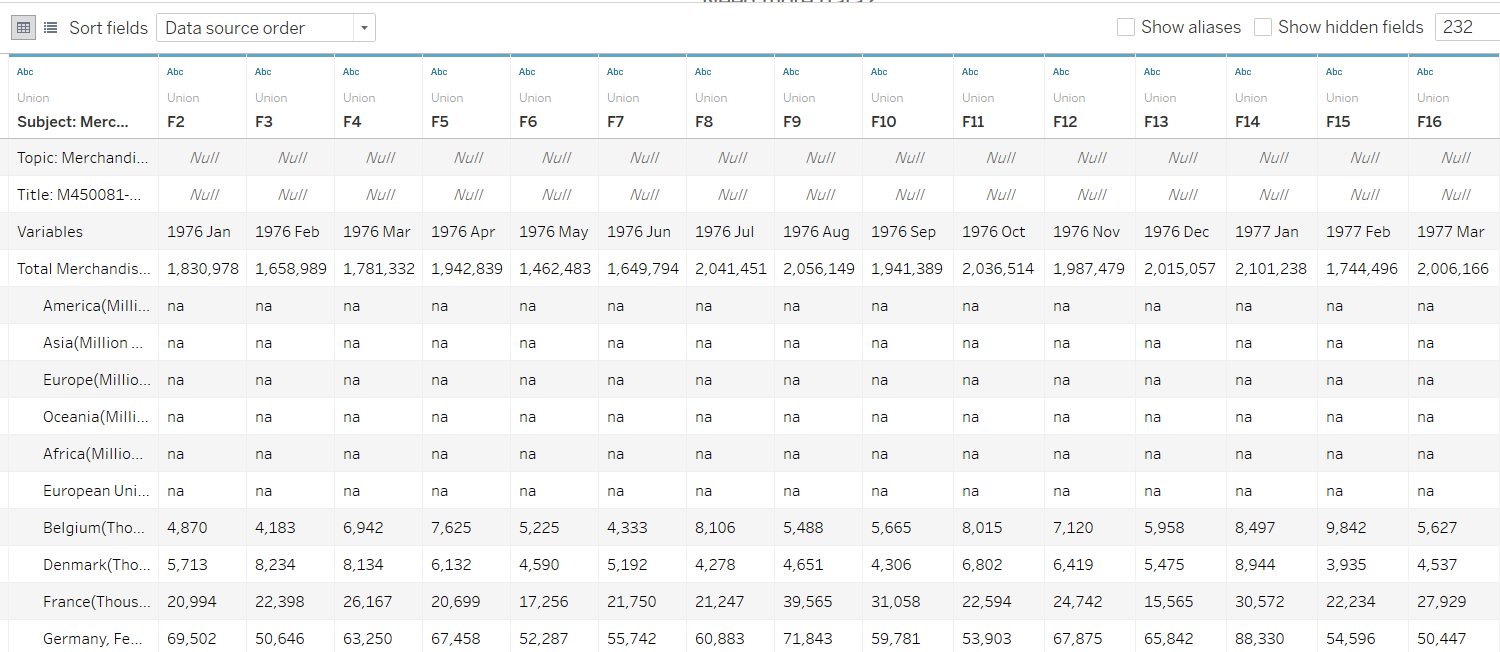 Need more data?
Sort fields Data source order Show aliases Show hidden fields 232
Abc Abc Abc Abc Abc Abc Abc Abc Abc Abc Abc Abc Abc Abc Abc Abc
Union Union Union Union Union Union Union Union Union Union Union Union Union Union Union Union
Subject: Merc... F2 F3 F4 F5 F6 F7 F8 F9 F10 F11 F12 F13 F14 F15 F16
Topic: Merchandi... Null Null Null Null Null Null Null Null Null Null Null Null Null Null Null
Title: M450081-... Null Null Null Null Null Null Null Null Null Null Null Null Null Null Null
Variables 1976 Jan 1976 Feb 1976 Mar 1976 Apr 1976 May 1976 Jun 1976 Jul 1976 Aug 1976 Sep 1976 Oct 1976 Nov 1976 Dec 1977 Jan 1977 Feb 1977 Mar
Total Merchandis... 1,830,978 1,658,989 1,781,332 1,942,839 1,462,483 1,649,794 2,041,451 2,056,149 1,941,389 2,036,514 1,987,479 2,015,057 2,101,238 1,744,496 2,006,166
America(Milli... na na na na na na na na na na na na na na na
Asia(Million ... na na na na na na na na na na na na na na na
Europe(Millio... na na na na na na na na na na na na na na na
Oceania(Milli... na na na na na na na na na na na na na na na
Africa(Millio... na na na na na na na na na na na na na na na
European Uni... na na na na na na na na na na na na na na na
Belgium(Tho... 4,870 4,183 6,942 7,625 5,225 4,333 8,106 5,488 5,665 8,015 7,120 5,958 8,497 9,842 5,627
Denmark(Tho... 5,713 8,234 8,134 6,132 4,590 5,192 4,278 4,651 4,306 6,802 6,419 5,475 8,944 3,935 4,537
France(Thous... 20,994 22,398 26,167 20,699 17,256 21,750 21,247 39,565 31,058 22,594 24,742 15,565 30,572 22,234 27,929
Germany, Fe... 69,502 50,646 63,250 67,458 52,287 55,742 60,883 71,843 59,781 53,903 67,875 65,842 88,330 54,596 50,447